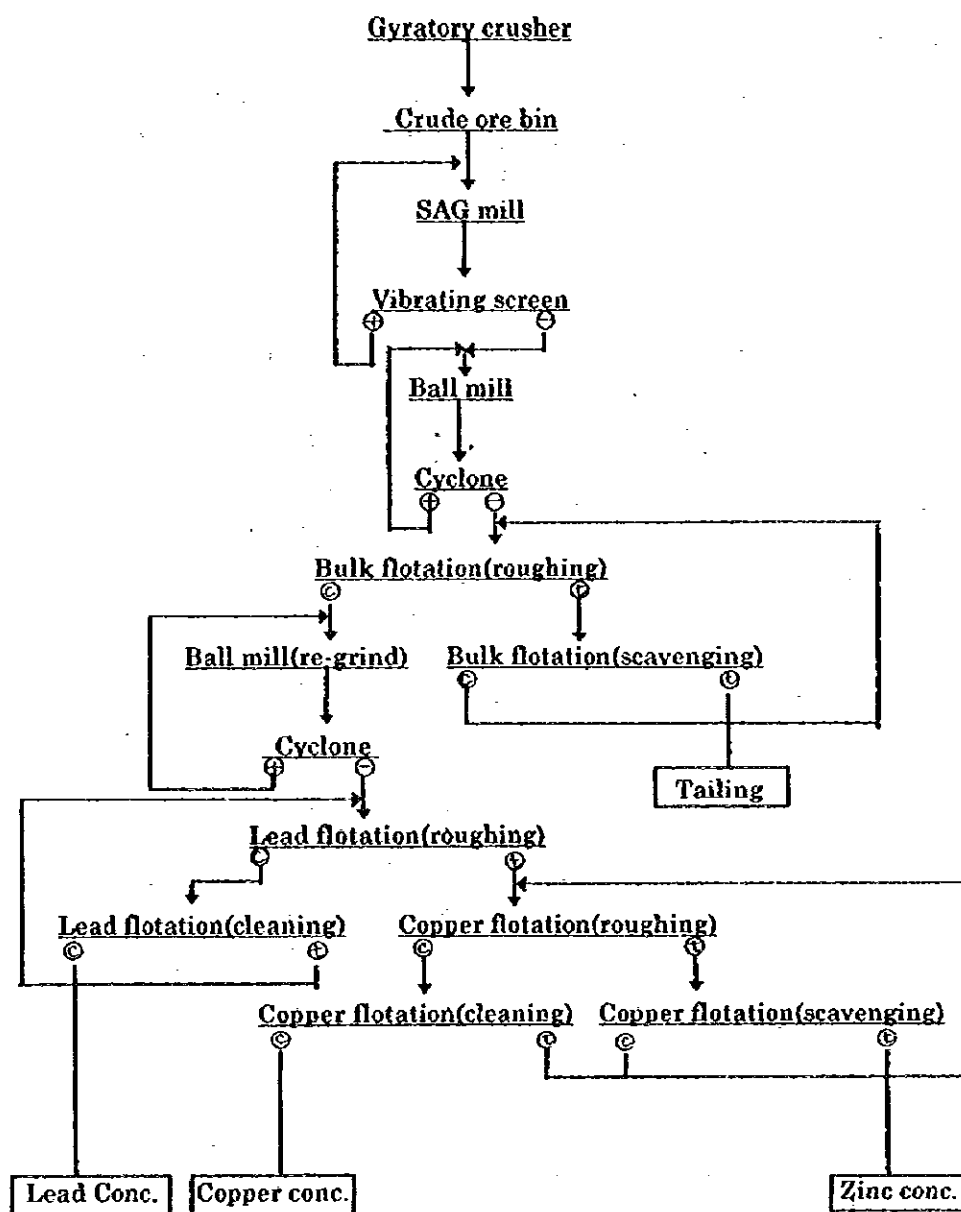 Gyratory crusher
Crude ore bin
SAG mill
Vibrating screen
⊕ ⊖
Ball mill
Cyclone
⊕ ⊖
Bulk flotation(roughing)
ⓒ ⓣ
Ball mill(re-grind) Bulk flotation(scavenging)
ⓒ ⓣ
Cyclone
⊕ ⊖
Tailing
Lead flotation(roughing)
ⓒ ⓣ
Lead flotation(cleaning) Copper flotation(roughing)
ⓒ ⓣ ⓒ ⓣ
Copper flotation(cleaning) Copper flotation(scavenging)
ⓒ ⓣ ⓒ ⓣ
Lead Conc. Copper conc. Zinc conc.